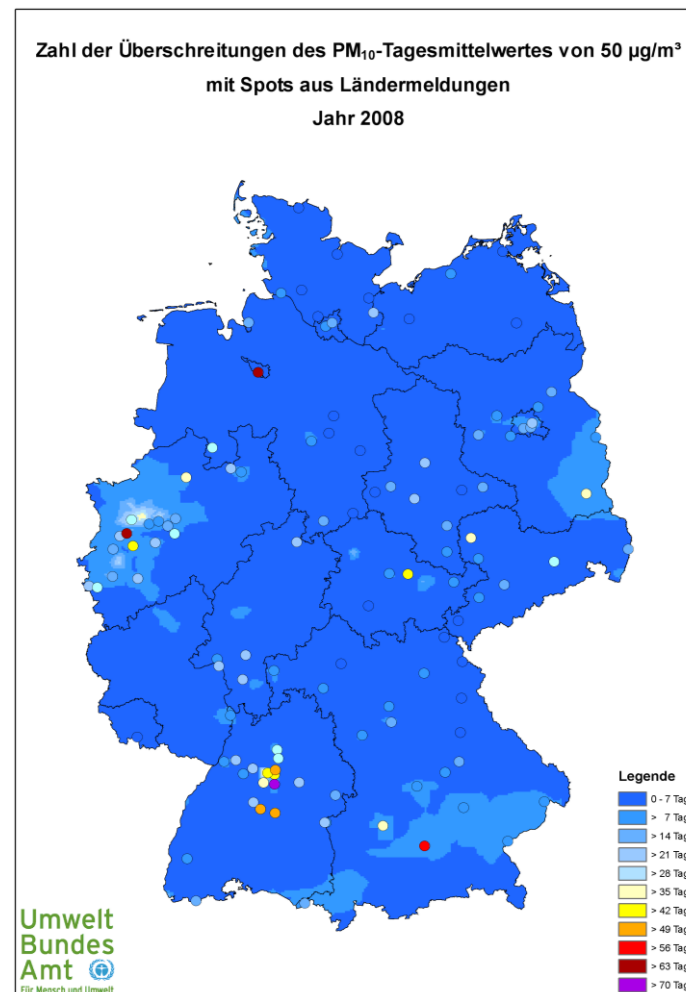 Zahl der Überschreitungen des PM₁₀-Tagesmittelwertes von 50 µg/m³
mit Spots aus Ländermeldungen
Jahr 2008
Legende
0 - 7 Tag
> 7 Tag
> 14 Tag
> 21 Tag
> 28 Tag
> 35 Tag
> 42 Tag
> 49 Tag
> 56 Tag
> 63 Tag
> 70 Tag
Umwelt
Bundes
Amt
Für Mensch und Umwelt